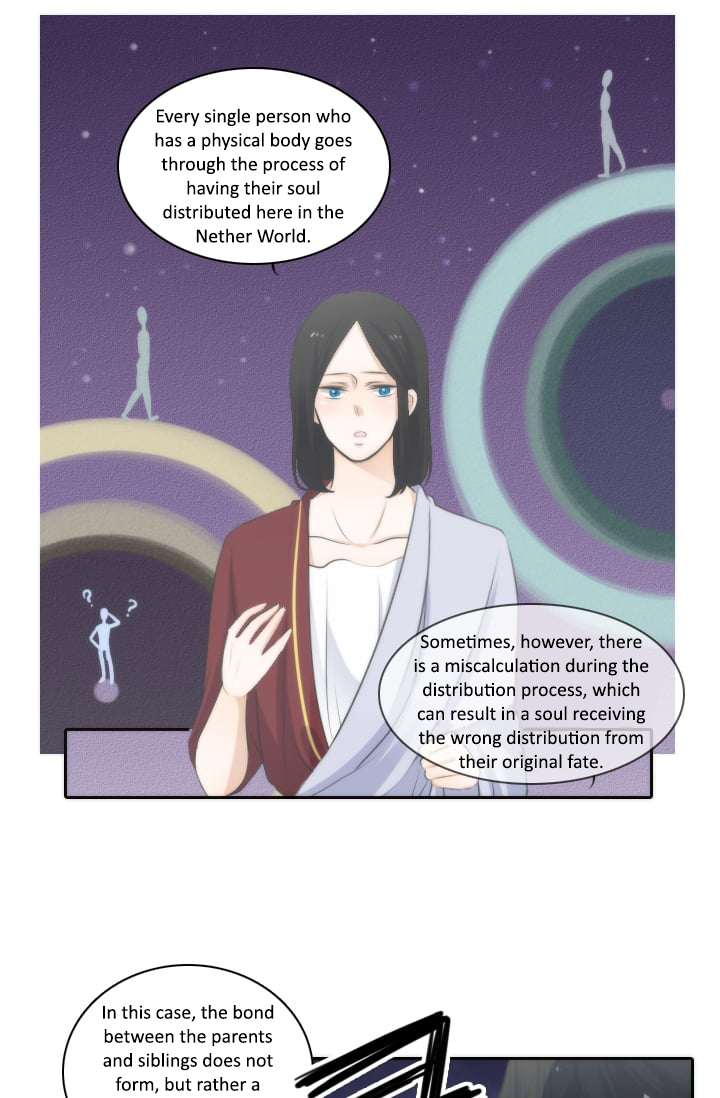 Every single person who
has a physical body goes
through the process of
having their soul
distributed here in the
Nether World.
? ?
Sometimes, however, there
is a miscalculation during the
distribution process, which
can result in a soul receiving
the wrong distribution from
their original fate.
In this case, the bond
between the parents
and siblings does not
form, but rather a